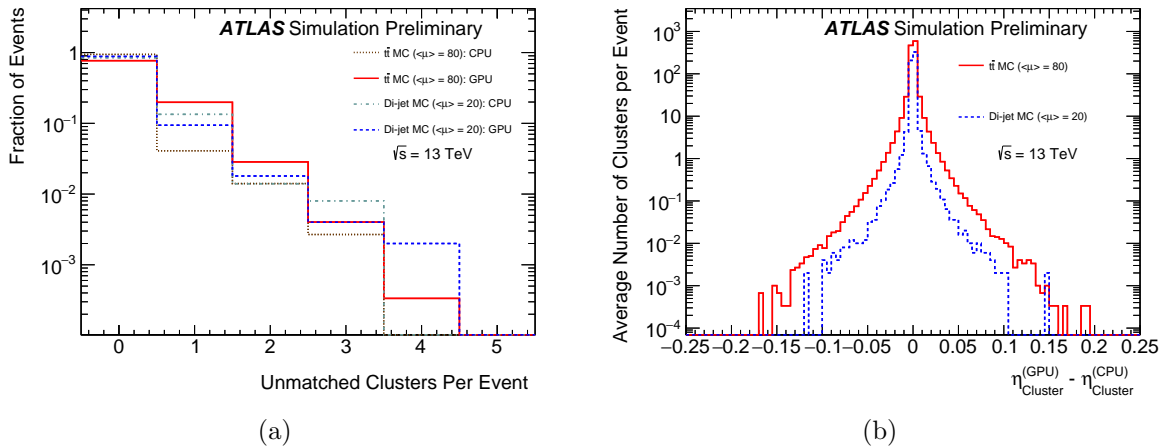 ATLAS Simulation Preliminary
Fraction of Events
1
10⁻¹
10⁻²
10⁻³
tt̄ MC (<μ> = 80): CPU
tt̄ MC (<μ> = 80): GPU
Di-jet MC (<μ> = 20): CPU
Di-jet MC (<μ> = 20): GPU
√s = 13 TeV
0 1 2 3 4 5
Unmatched Clusters Per Event
(a)
ATLAS Simulation Preliminary
Average Number of Clusters per Event
10³
10²
10
1
10⁻¹
10⁻²
10⁻³
10⁻⁴
tt̄ MC (<μ> = 80)
Di-jet MC (<μ> = 20)
√s = 13 TeV
−0.25 −0.2 −0.15 −0.1 −0.05 0 0.05 0.1 0.15 0.2 0.25
η(GPU)Cluster - η(CPU)Cluster
(b)